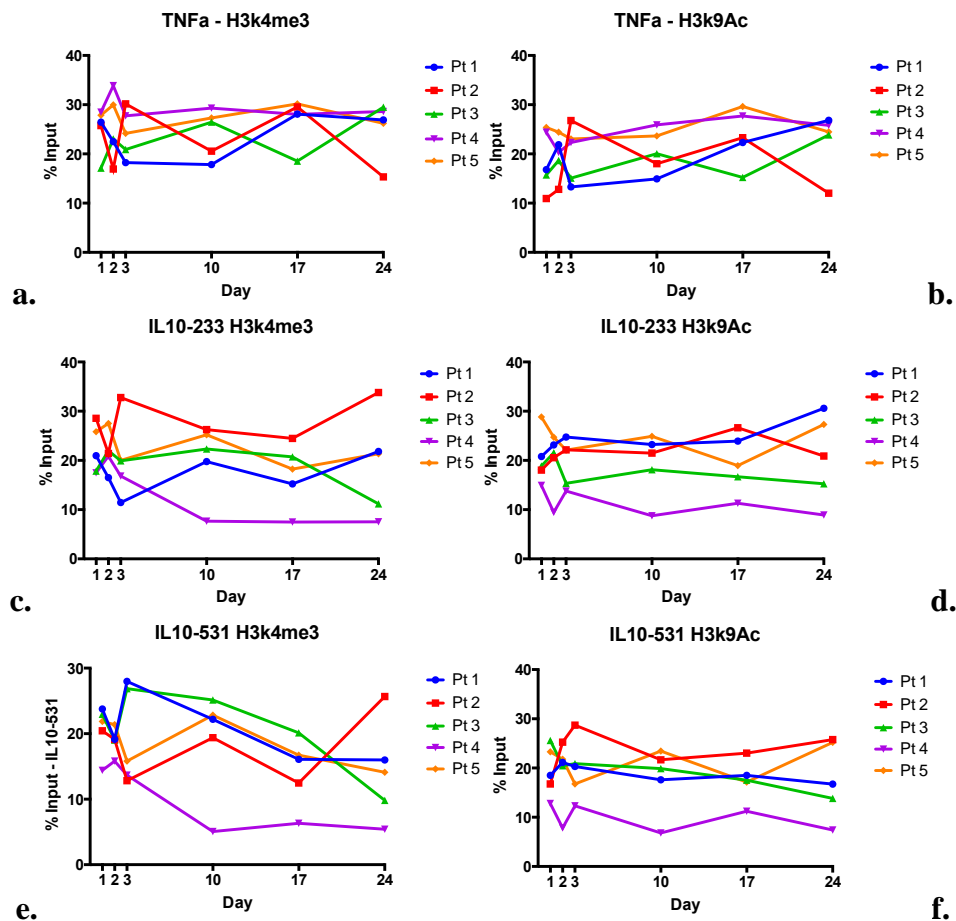 TNFa - H3k4me3
40
30
20
10
0
% Input
1 2 3 10 17 24
Day
Pt 1
Pt 2
Pt 3
Pt 4
Pt 5
a.
TNFa - H3k9Ac
40
30
20
10
0
% Input
1 2 3 10 17 24
Day
Pt 1
Pt 2
Pt 3
Pt 4
Pt 5
b.
IL10-233 H3k4me3
40
30
20
10
0
% Input
1 2 3 10 17 24
Day
Pt 1
Pt 2
Pt 3
Pt 4
Pt 5
c.
IL10-233 H3k9Ac
40
30
20
10
0
% Input
1 2 3 10 17 24
Day
Pt 1
Pt 2
Pt 3
Pt 4
Pt 5
d.
IL10-531 H3k4me3
30
20
10
0
% Input - IL10-531
1 2 3 10 17 24
Day
Pt 1
Pt 2
Pt 3
Pt 4
Pt 5
e.
IL10-531 H3k9Ac
40
30
20
10
0
% Input
1 2 3 10 17 24
Day
Pt 1
Pt 2
Pt 3
Pt 4
Pt 5
f.